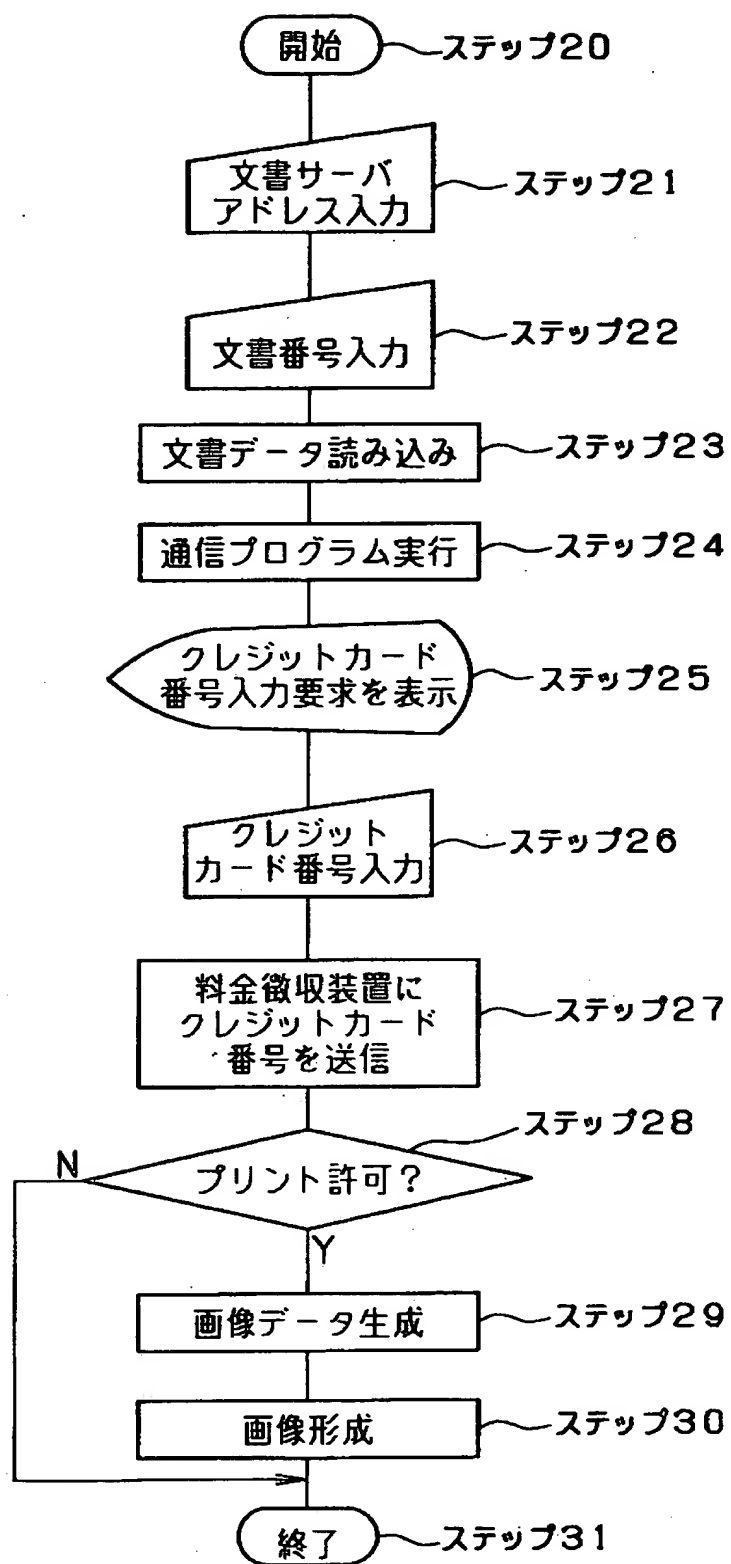 開始
ステップ20
文書サーバ
アドレス入力
ステップ21
文書番号入力
ステップ22
文書データ読み込み
ステップ23
通信プログラム実行
ステップ24
クレジットカード
番号入力要求を表示
ステップ25
クレジット
カード番号入力
ステップ26
料金徴収装置に
クレジットカード
番号を送信
ステップ27
ステップ28
プリント許可?
N
Y
画像データ生成
ステップ29
画像形成
ステップ30
終了
ステップ31